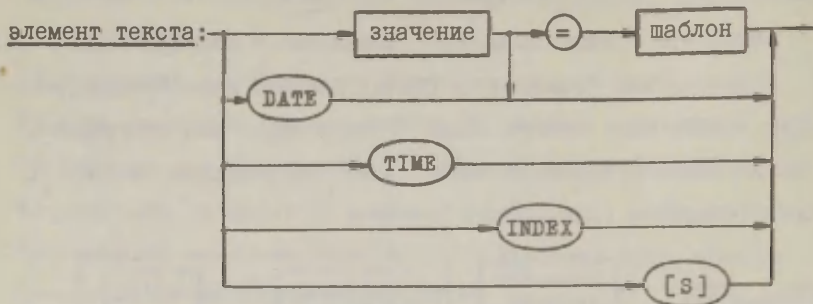 элемент текста: значение = шаблон
DATE
TIME
INDEX
[S]